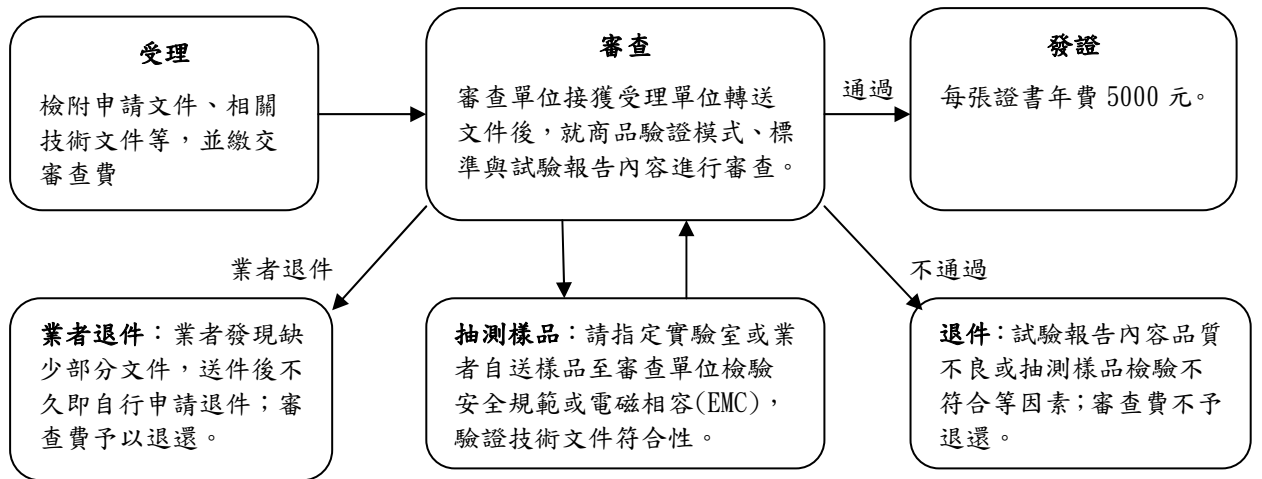 受理
檢附申請文件、相關
技術文件等，並繳交
審查費
審查
審查單位接獲受理單位轉送
文件後，就商品驗證模式、標
準與試驗報告內容進行審查。
通過
發證
每張證書年費 5000 元。
業者退件
不通過
業者退件：業者發現缺
少部分文件，送件後不
久即自行申請退件；審
查費予以退還。
抽測樣品：請指定實驗室或業
者自送樣品至審查單位檢驗
安全規範或電磁相容(EMC)，
驗證技術文件符合性。
退件：試驗報告內容品質
不良或抽測樣品檢驗不
符合等因素；審查費不予
退還。